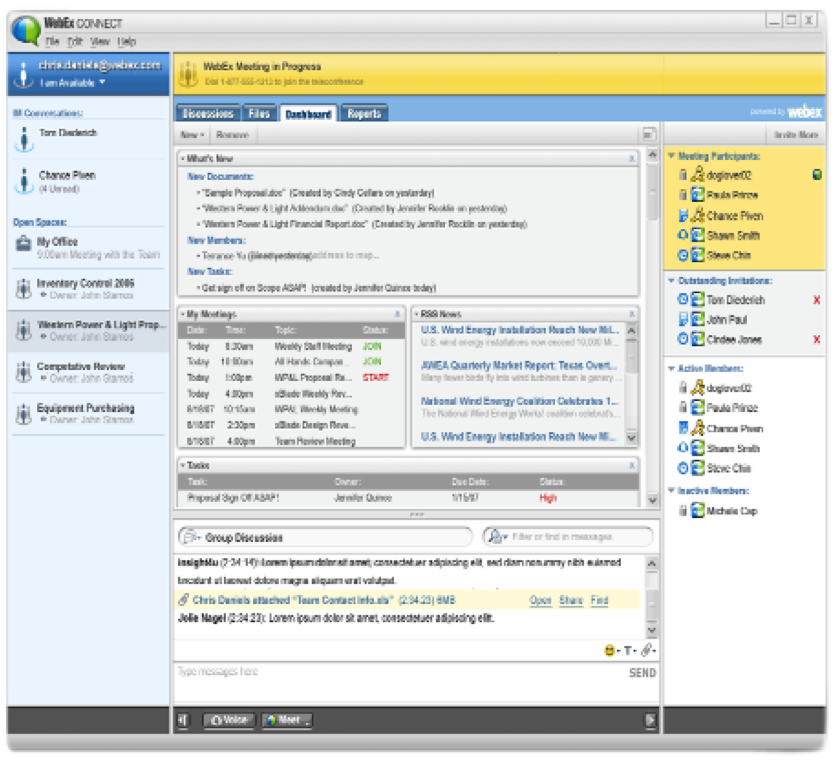 WebEx CONNECT
File Edit View Help
chris.daniels@webex.com
I am Available
IM Conversations:
Tom Diederich
Chance Piven
(4 Unread)
Open Spaces:
My Office
9:00am Meeting with the Team
Inventory Control 2006
Owner: John Stamos
Western Power & Light Prop...
Owner: John Stamos
Competative Review
Owner: John Stamos
Equipment Purchasing
Owner: John Stamos
WebEx Meeting in Progress
Dial 1-877-555-1213 to join the teleconference
Discussions Files Dashboard Reports
powered by webex
New Remove
Invite More
What's New
New Documents:
"Sample Proposal.doc" (Created by Cindy Cellars on yesterday)
"Western Power & Light Addendum.doc" (Created by Jennifer Rocklin on yesterday)
"Western Power & Light Financial Report.doc" (Created by Jennifer Rocklin on yesterday)
New Members:
Terrance Yu address to map...
New Tasks:
Get sign off on Scope ASAP! (created by Jennifer Quince today)
My Meetings
Date: Time: Topic: Status:
Today 8:30am Weekly Staff Meeting JOIN
Today 10:00am All Hands Campan... JOIN
Today 1:00pm WP&L Proposal Re... START
Today 4:00pm xBlade Weekly Rev...
6/16/07 10:15am WP&L Weekly Meeting
6/16/07 2:30pm xBlade Design Reve...
6/16/07 4:00pm Team Review Meeting
RSS News
U.S. Wind Energy Installation Reach New Mil...
U.S. wind energy installations now exceed 10,000 Mi...
AWEA Quarterly Market Report: Texas Overt...
Many fewer birds fly into wind turbines than is generary ...
National Wind Energy Coalition Celebrates 1...
The National Wind Energy Works! coalition celebrat's...
U.S. Wind Energy Installation Reach New Mi...
Tasks
Task: Owner: Due Date: Status:
Proposal Sign Off ASAP! Jennifer Quince 1/15/07 High
Group Discussion
Filter or find in messages
insight4u (2:34:14): Lorem ipsum dolor sit amet, consectetuer adipiscing elit, sed diam nonummy nibh euismod
tincidunt ut laoreet dolore magna aliquam erat volutpat.
Chris Daniels attached "Team Contact Info.xls" (2:34:23) 6MB Open Share Find
Jolie Nagel (2:34:23): Lorem ipsum dolor sit amet, consectetuer adipiscing elit.
Type messages here
SEND
Voice Meet
Meeting Participants:
doglover02
Paula Prinze
Chance Piven
Shawn Smith
Steve Chin
Outstanding Invitations:
Tom Diederich X
John Paul
Cindee Jones X
Active Members:
doglover02
Paula Prinze
Chance Piven
Shawn Smith
Steve Chin
Inactive Members:
Michele Cap